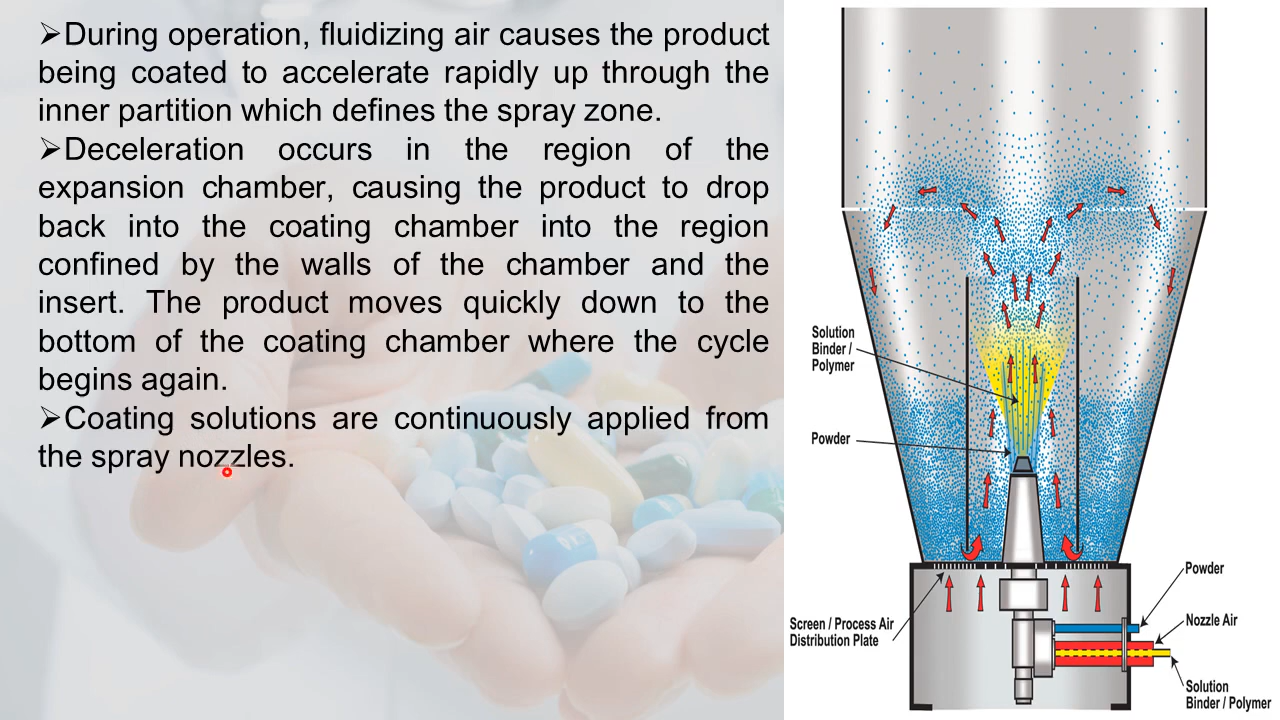 ➢During operation, fluidizing air causes the product
being coated to accelerate rapidly up through the
inner partition which defines the spray zone.
➢Deceleration occurs in the region of the
expansion chamber, causing the product to drop
back into the coating chamber into the region
confined by the walls of the chamber and the
insert. The product moves quickly down to the
bottom of the coating chamber where the cycle
begins again.
➢Coating solutions are continuously applied from
the spray nozzles.
Solution
Binder /
Polymer
Powder
Screen / Process Air
Distribution Plate
Powder
Nozzle Air
Solution
Binder / Polymer